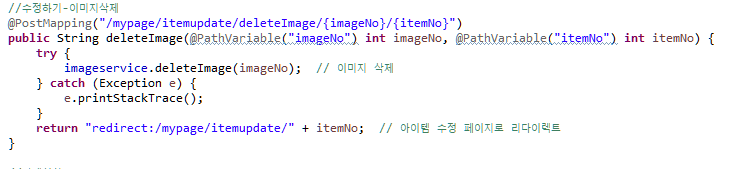 //수정하기-이미지삭제
@PostMapping("/mypage/itemupdate/deleteImage/{imageNo}/{itemNo}")
public String deleteImage(@PathVariable("imageNo") int imageNo, @PathVariable("itemNo") int itemNo) {
    try {
        imageservice.deleteImage(imageNo);  // 이미지 삭제
    } catch (Exception e) {
        e.printStackTrace();
    }
    return "redirect:/mypage/itemupdate/" + itemNo;  // 아이템 수정 페이지로 리다이렉트
}